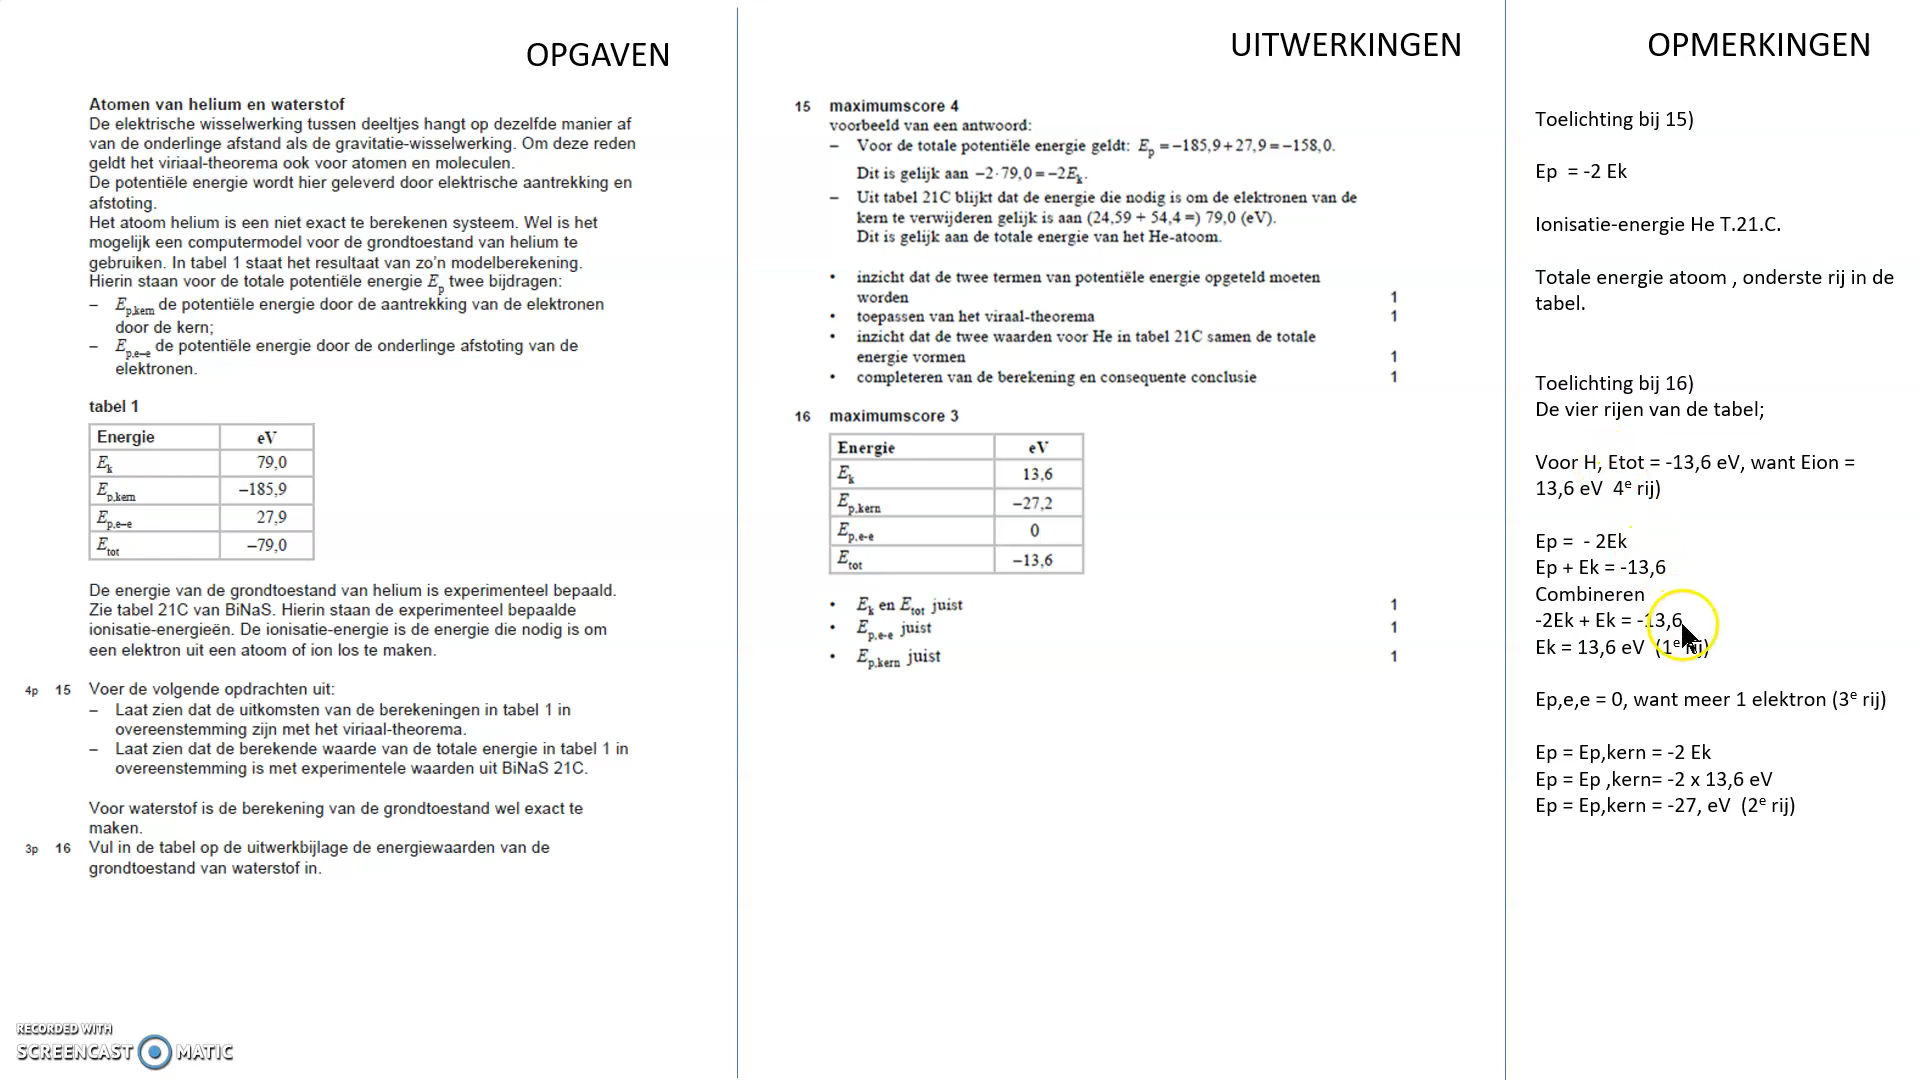 OPGAVEN
Atomen van helium en waterstof
De elektrische wisselwerking tussen deeltjes hangt op dezelfde manier af
van de onderlinge afstand als de gravitatie-wisselwerking. Om deze reden
geldt het viriaal-theorema ook voor atomen en moleculen.
De potentiële energie wordt hier geleverd door elektrische aantrekking en
afstoting.
Het atoom helium is een niet exact te berekenen systeem. Wel is het
mogelijk een computermodel voor de grondtoestand van helium te
gebruiken. In tabel 1 staat het resultaat van zo'n modelberekening.
Hierin staan voor de totale potentiële energie Ep twee bijdragen:
– Ep,kern de potentiële energie door de aantrekking van de elektronen
door de kern;
– Ep,e–e de potentiële energie door de onderlinge afstoting van de
elektronen.
tabel 1
Energie eV
Ek 79,0
Ep,kern –185,9
Ep,e–e 27,9
Etot –79,0
De energie van de grondtoestand van helium is experimenteel bepaald.
Zie tabel 21C van BiNaS. Hierin staan de experimenteel bepaalde
ionisatie-energieën. De ionisatie-energie is de energie die nodig is om
een elektron uit een atoom of ion los te maken.
4p 15 Voer de volgende opdrachten uit:
– Laat zien dat de uitkomsten van de berekeningen in tabel 1 in
overeenstemming zijn met het viriaal-theorema.
– Laat zien dat de berekende waarde van de totale energie in tabel 1 in
overeenstemming is met experimentele waarden uit BiNaS 21C.
Voor waterstof is de berekening van de grondtoestand wel exact te
maken.
3p 16 Vul in de tabel op de uitwerkbijlage de energiewaarden van de
grondtoestand van waterstof in.
RECORDED WITH
SCREENCAST MATIC
UITWERKINGEN
15 maximumscore 4
voorbeeld van een antwoord:
– Voor de totale potentiële energie geldt: Ep = –185,9 + 27,9 = –158,0.
Dit is gelijk aan –2·79,0 = –2Ek.
– Uit tabel 21C blijkt dat de energie die nodig is om de elektronen van de
kern te verwijderen gelijk is aan (24,59 + 54,4 =) 79,0 (eV).
Dit is gelijk aan de totale energie van het He-atoom.
• inzicht dat de twee termen van potentiële energie opgeteld moeten
worden 1
• toepassen van het viraal-theorema 1
• inzicht dat de twee waarden voor He in tabel 21C samen de totale
energie vormen 1
• completeren van de berekening en consequente conclusie 1
16 maximumscore 3
Energie eV
Ek 13,6
Ep,kern –27,2
Ep,e-e 0
Etot –13,6
• Ek en Etot juist 1
• Ep,e-e juist 1
• Ep,kern juist 1
OPMERKINGEN
Toelichting bij 15)
Ep = -2 Ek
Ionisatie-energie He T.21.C.
Totale energie atoom , onderste rij in de
tabel.
Toelichting bij 16)
De vier rijen van de tabel;
Voor H, Etot = -13,6 eV, want Eion =
13,6 eV 4e rij)
Ep = - 2Ek
Ep + Ek = -13,6
Combineren
-2Ek + Ek = -13,6
Ek = 13,6 eV (1e rij)
Ep,e,e = 0, want meer 1 elektron (3e rij)
Ep = Ep,kern = -2 Ek
Ep = Ep ,kern= -2 x 13,6 eV
Ep = Ep,kern = -27, eV (2e rij)